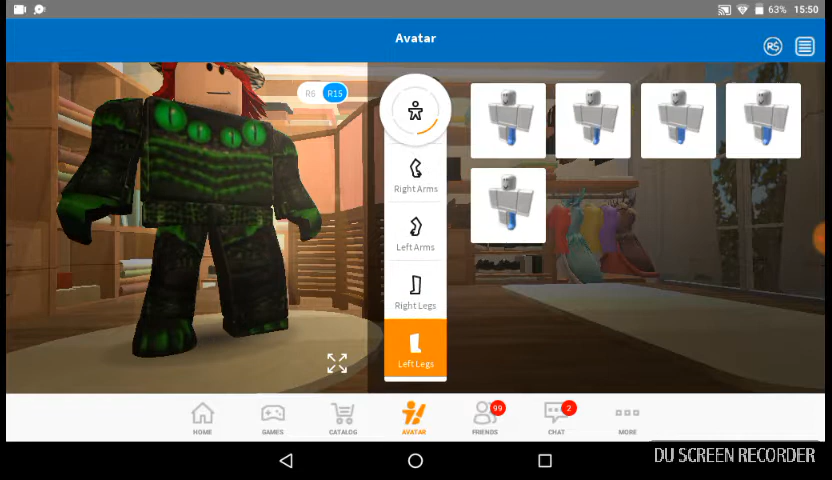 63% 15:50
Avatar
R$
R6 R15
Right Arms
Left Arms
Right Legs
Left Legs
HOME
GAMES
CATALOG
AVATAR
99
FRIENDS
2
CHAT
MORE
DU SCREEN RECORDER